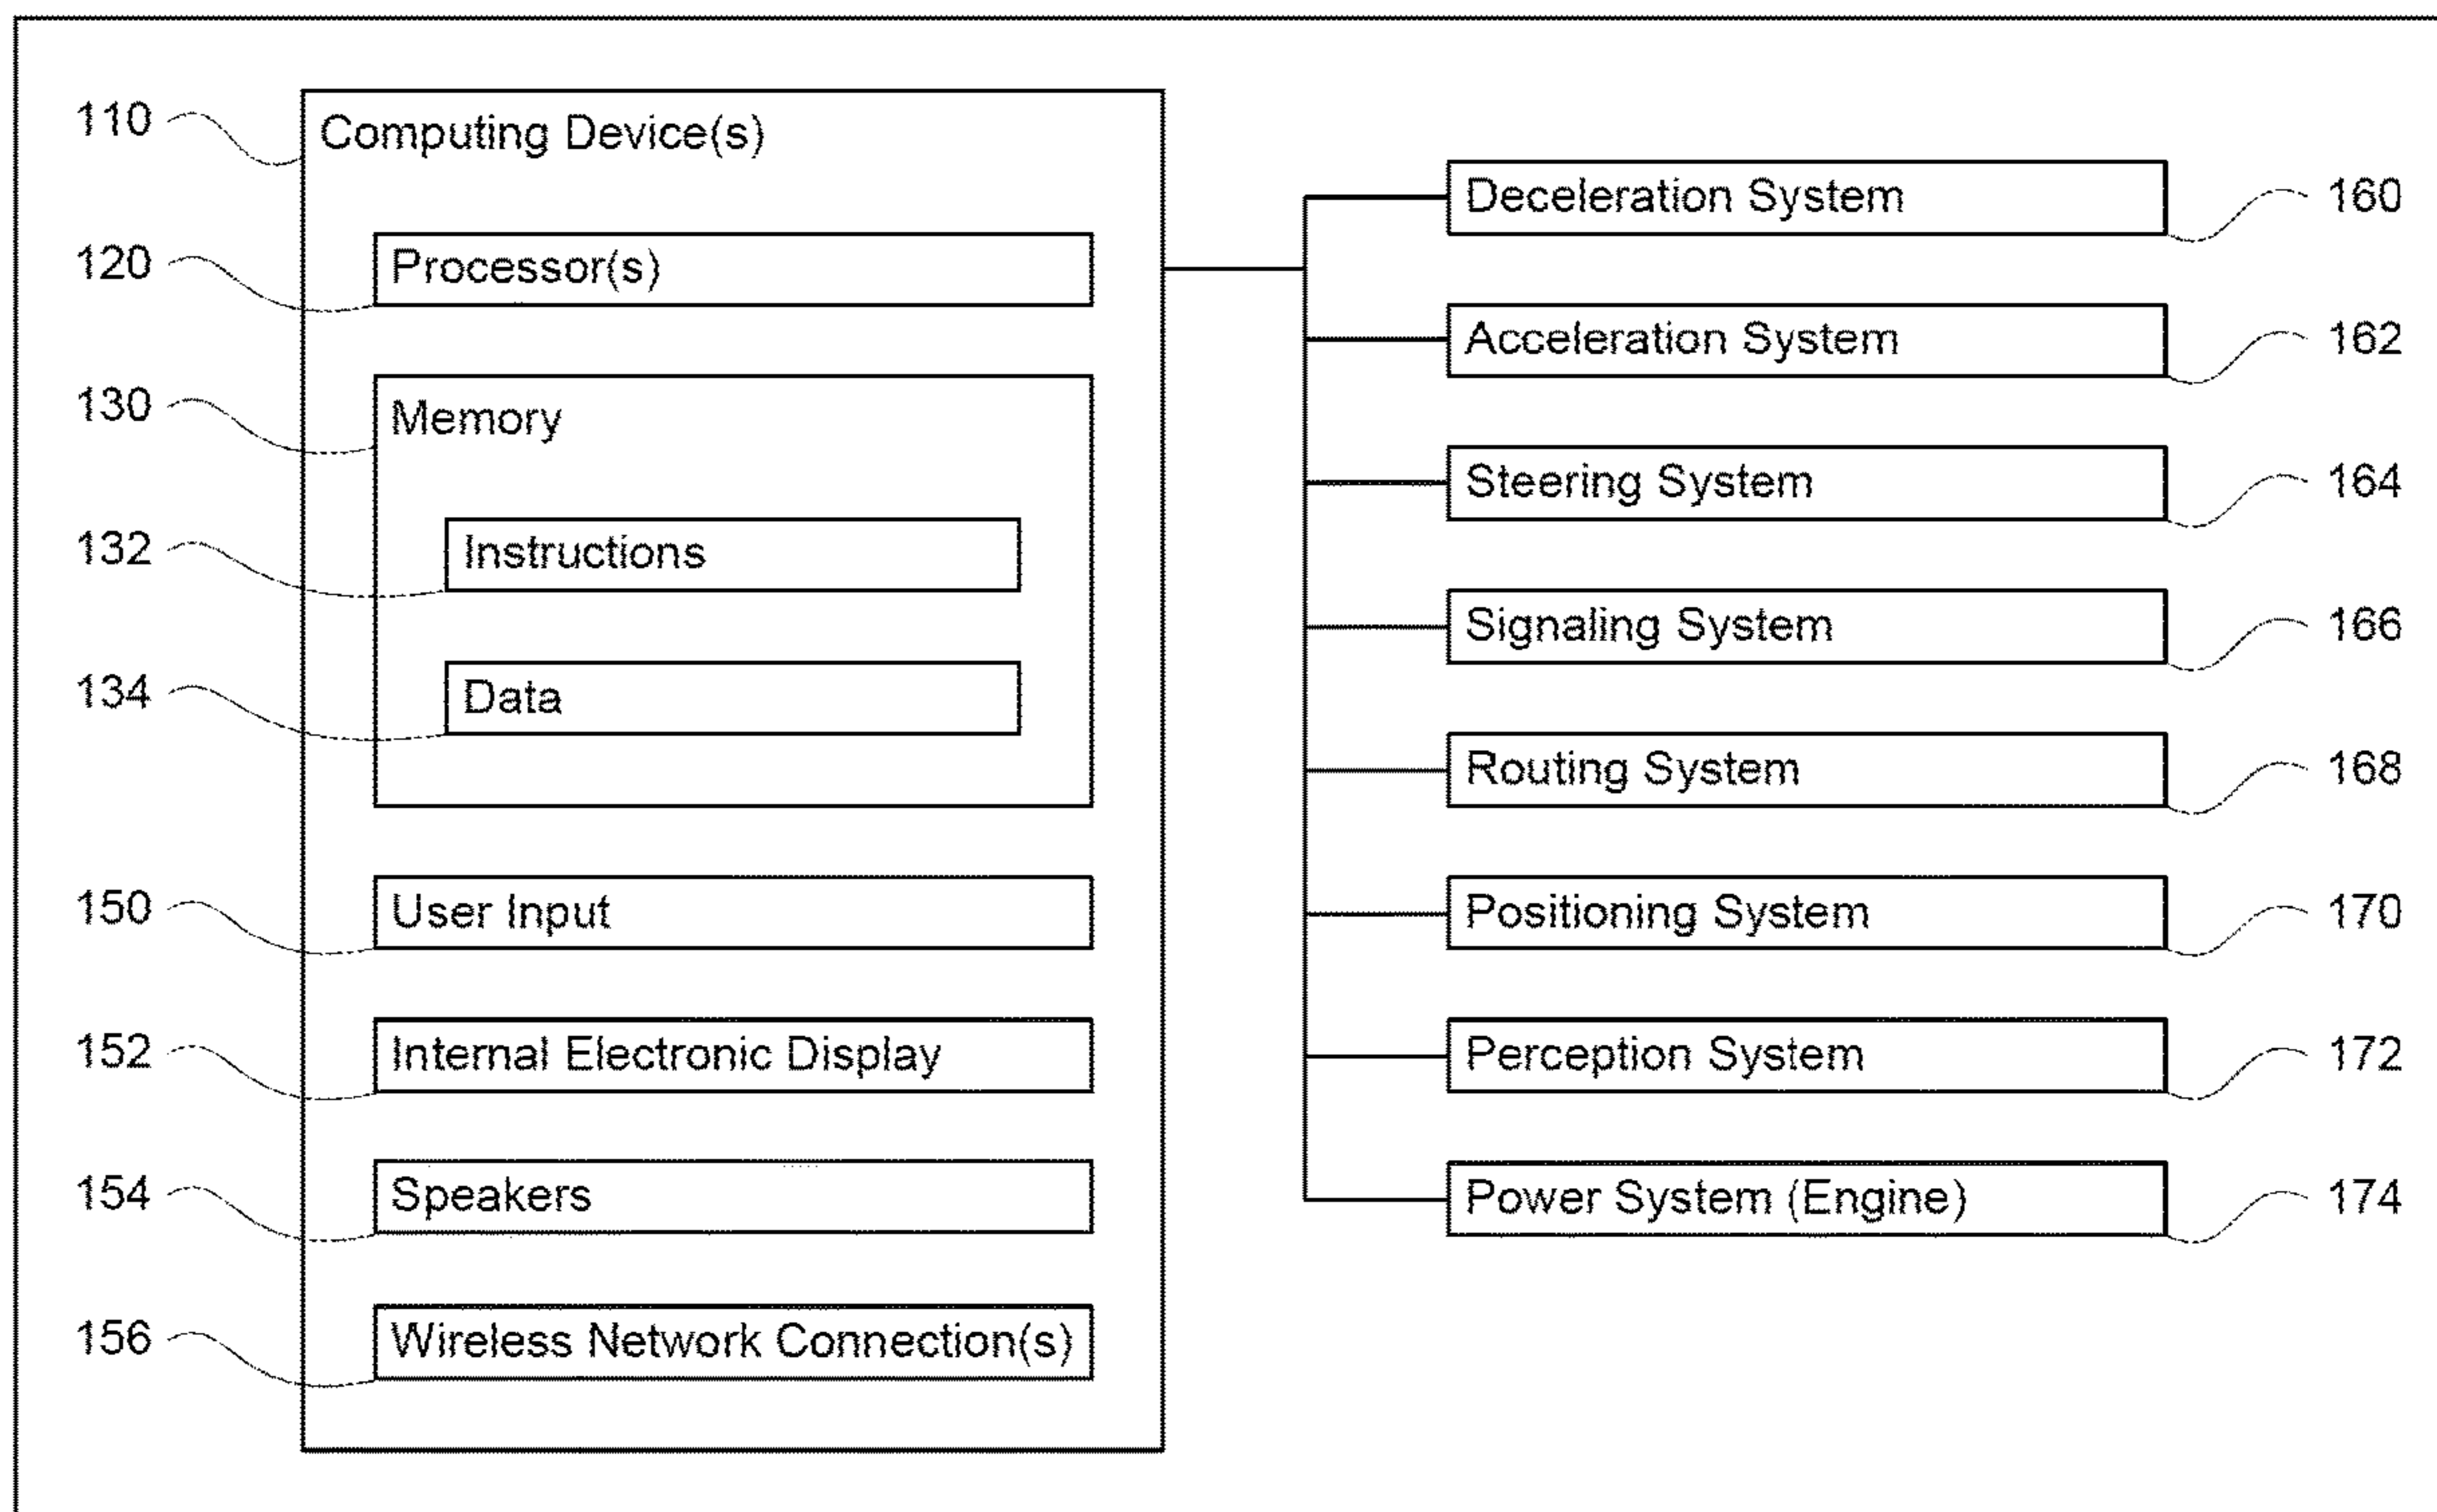 110 Computing Device(s)
120 Processor(s)
130 Memory
132 Instructions
134 Data
150 User Input
152 Internal Electronic Display
154 Speakers
156 Wireless Network Connection(s)
Deceleration System 160
Acceleration System 162
Steering System 164
Signaling System 166
Routing System 168
Positioning System 170
Perception System 172
Power System (Engine) 174